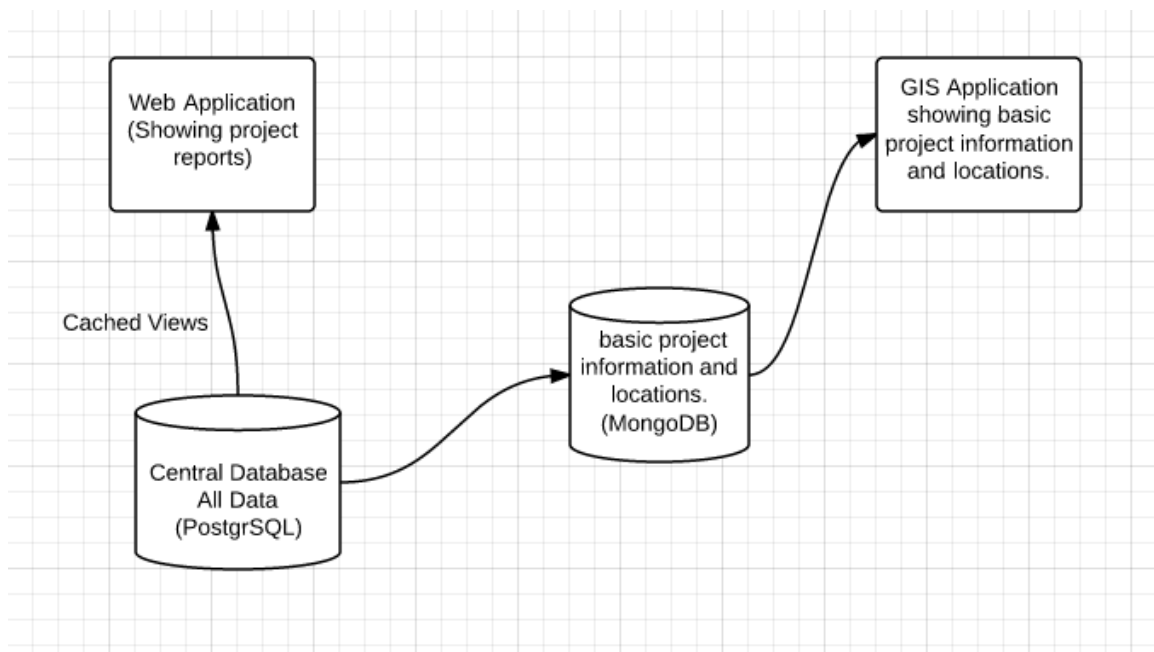 Web Application
(Showing project
reports)
GIS Application
showing basic
project information
and locations.
Cached Views
basic project
information and
locations.
(MongoDB)
Central Database
All Data
(PostgrSQL)